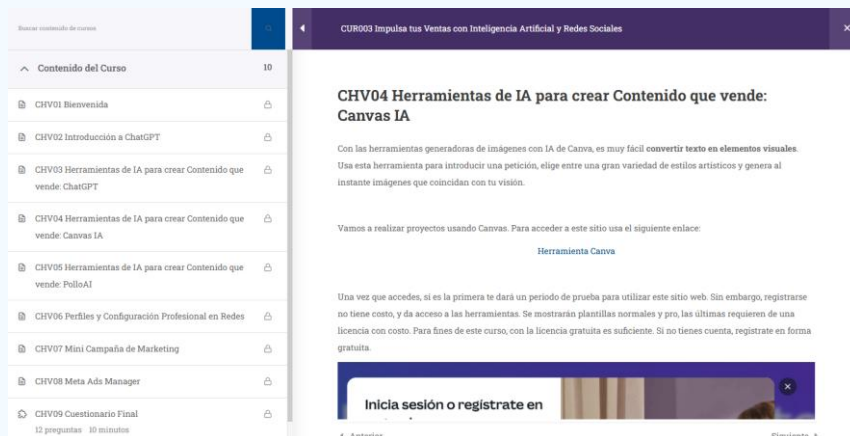 Buscar contenido de cursos
Contenido del Curso 10
CHV01 Bienvenida
CHV02 Introducción a ChatGPT
CHV03 Herramientas de IA para crear Contenido que
vende: ChatGPT
CHV04 Herramientas de IA para crear Contenido que
vende: Canvas IA
CHV05 Herramientas de IA para crear Contenido que
vende: PolloAI
CHV06 Perfiles y Configuración Profesional en Redes
CHV07 Mini Campaña de Marketing
CHV08 Meta Ads Manager
CHV09 Cuestionario Final
12 preguntas 10 minutos
CUR003 Impulsa tus Ventas con Inteligencia Artificial y Redes Sociales
CHV04 Herramientas de IA para crear Contenido que vende:
Canvas IA
Con las herramientas generadoras de imágenes con IA de Canva, es muy fácil convertir texto en elementos visuales.
Usa esta herramienta para introducir una petición, elige entre una gran variedad de estilos artísticos y genera al
instante imágenes que coincidan con tu visión.
Vamos a realizar proyectos usando Canvas. Para acceder a este sitio usa el siguiente enlace:
Herramienta Canva
Una vez que accedes, si es la primera te dará un periodo de prueba para utilizar este sitio web. Sin embargo, registrarse
no tiene costo, y da acceso a las herramientas. Se mostrarán plantillas normales y pro, las últimas requieren de una
licencia con costo. Para fines de este curso, con la licencia gratuita es suficiente. Si no tienes cuenta, regístrate en forma
gratuita.
Inicia sesión o regístrate en
Anterior
Siguiente